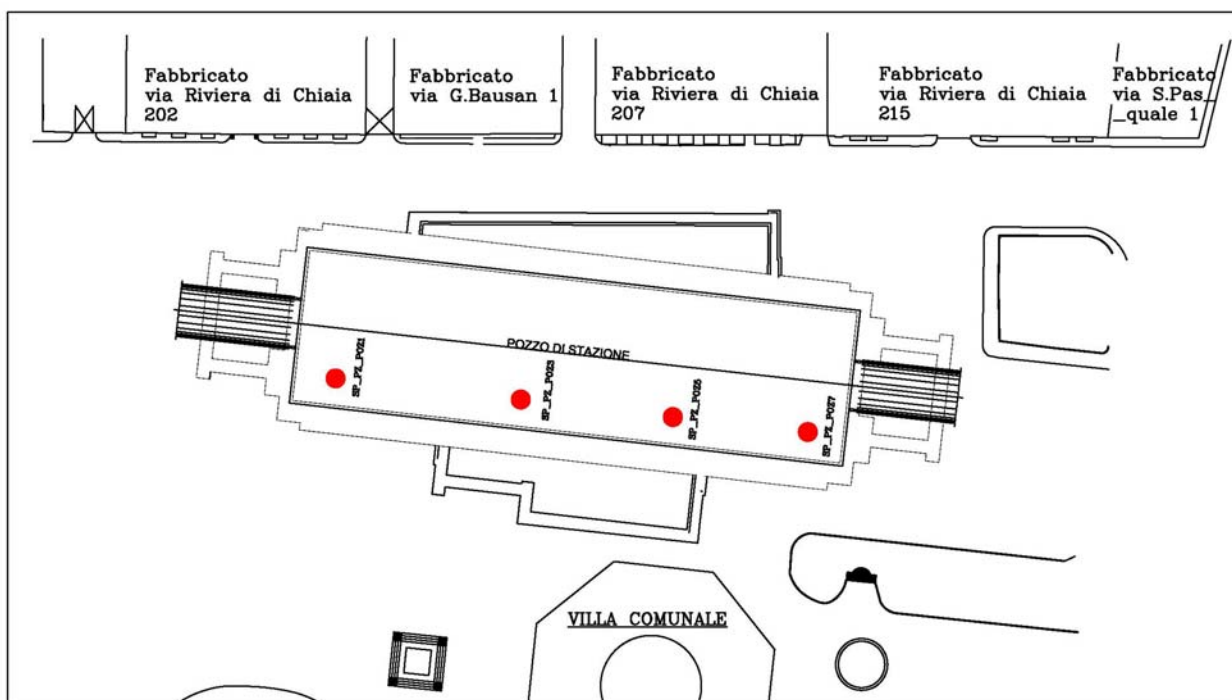 Fabbricato
via Riviera di Chiaia
202
Fabbricato
via G.Bausan 1
Fabbricato
via Riviera di Chiaia
207
Fabbricato
via Riviera di Chiaia
215
Fabbricato
via S.Pas_
_quale 1
POZZO DI STAZIONE
SP_PZ_POZ1
SP_PZ_POZ3
SP_PZ_POZ5
SP_PZ_POZ7
VILLA COMUNALE